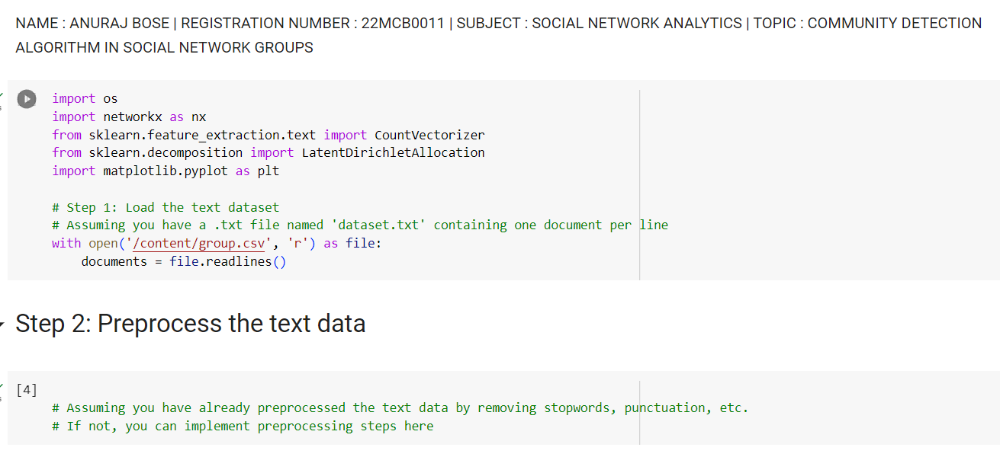 NAME : ANURAJ BOSE | REGISTRATION NUMBER : 22MCB0011 | SUBJECT : SOCIAL NETWORK ANALYTICS | TOPIC : COMMUNITY DETECTION
ALGORITHM IN SOCIAL NETWORK GROUPS
import os
import networkx as nx
from sklearn.feature_extraction.text import CountVectorizer
from sklearn.decomposition import LatentDirichletAllocation
import matplotlib.pyplot as plt
# Step 1: Load the text dataset
# Assuming you have a .txt file named 'dataset.txt' containing one document per line
with open('/content/group.csv', 'r') as file:
    documents = file.readlines()
Step 2: Preprocess the text data
[4]
# Assuming you have already preprocessed the text data by removing stopwords, punctuation, etc.
# If not, you can implement preprocessing steps here